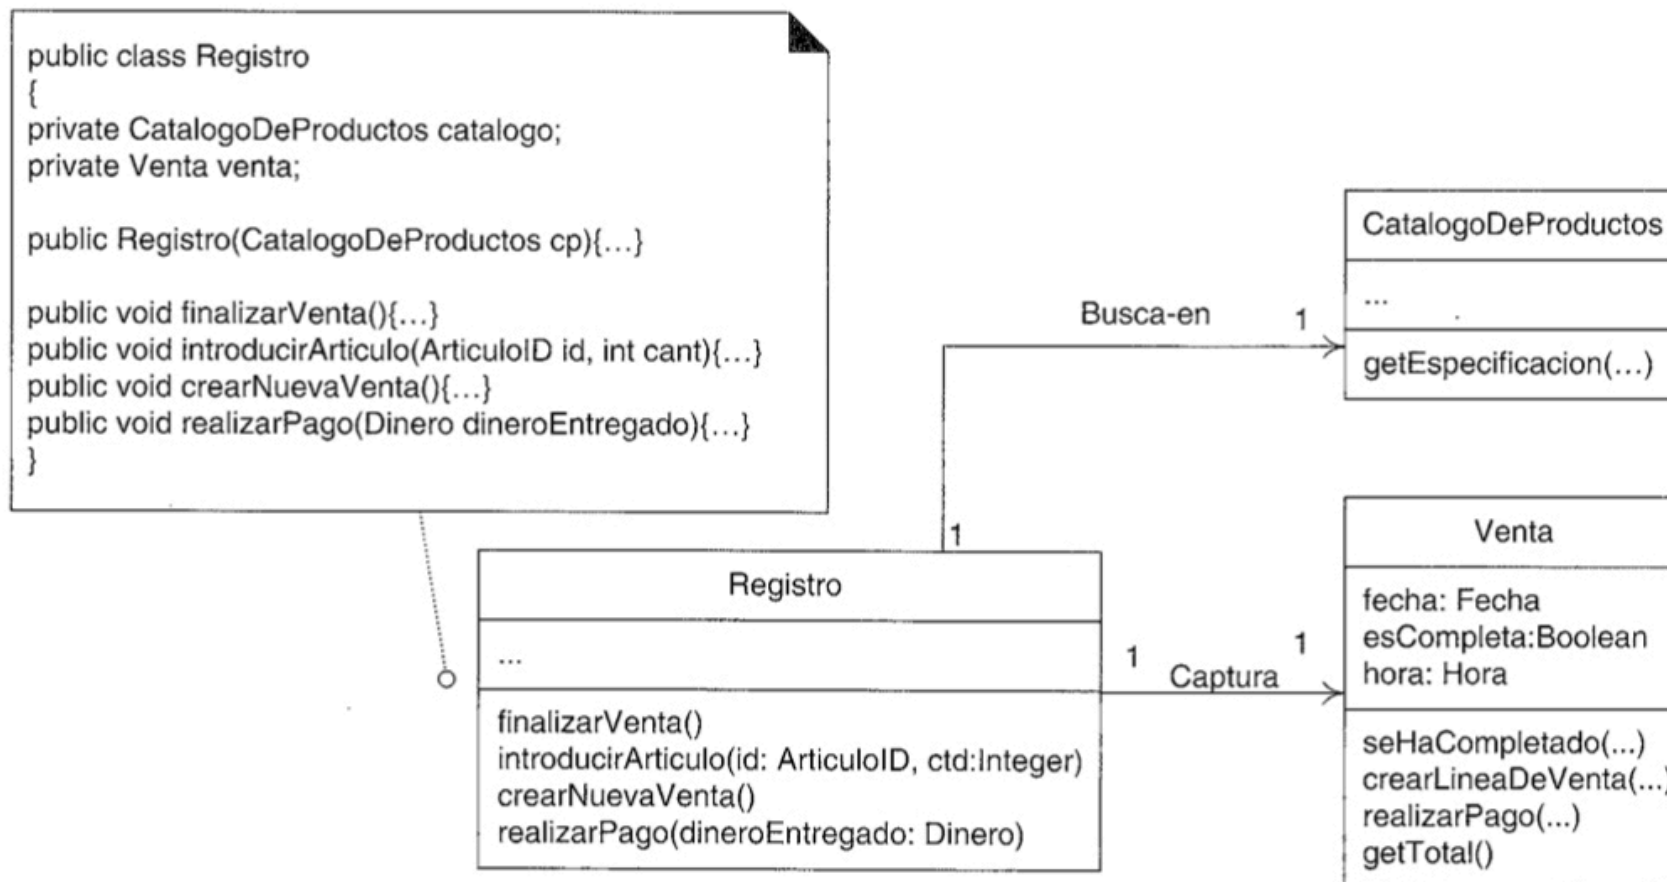 public class Registro
{
private CatalogoDeProductos catalogo;
private Venta venta;
public Registro(CatalogoDeProductos cp){...}
public void finalizarVenta(){...}
public void introducirArticulo(ArticuloID id, int cant){...}
public void crearNuevaVenta(){...}
public void realizarPago(Dinero dineroEntregado){...}
}
CatalogoDeProductos
...
getEspecificacion(...)
Busca-en
1
1
Registro
...
finalizarVenta()
introducirArticulo(id: ArticuloID, ctd:Integer)
crearNuevaVenta()
realizarPago(dineroEntregado: Dinero)
1
Captura
1
Venta
fecha: Fecha
esCompleta:Boolean
hora: Hora
seHaCompletado(...)
crearLineaDeVenta(...)
realizarPago(...)
getTotal()